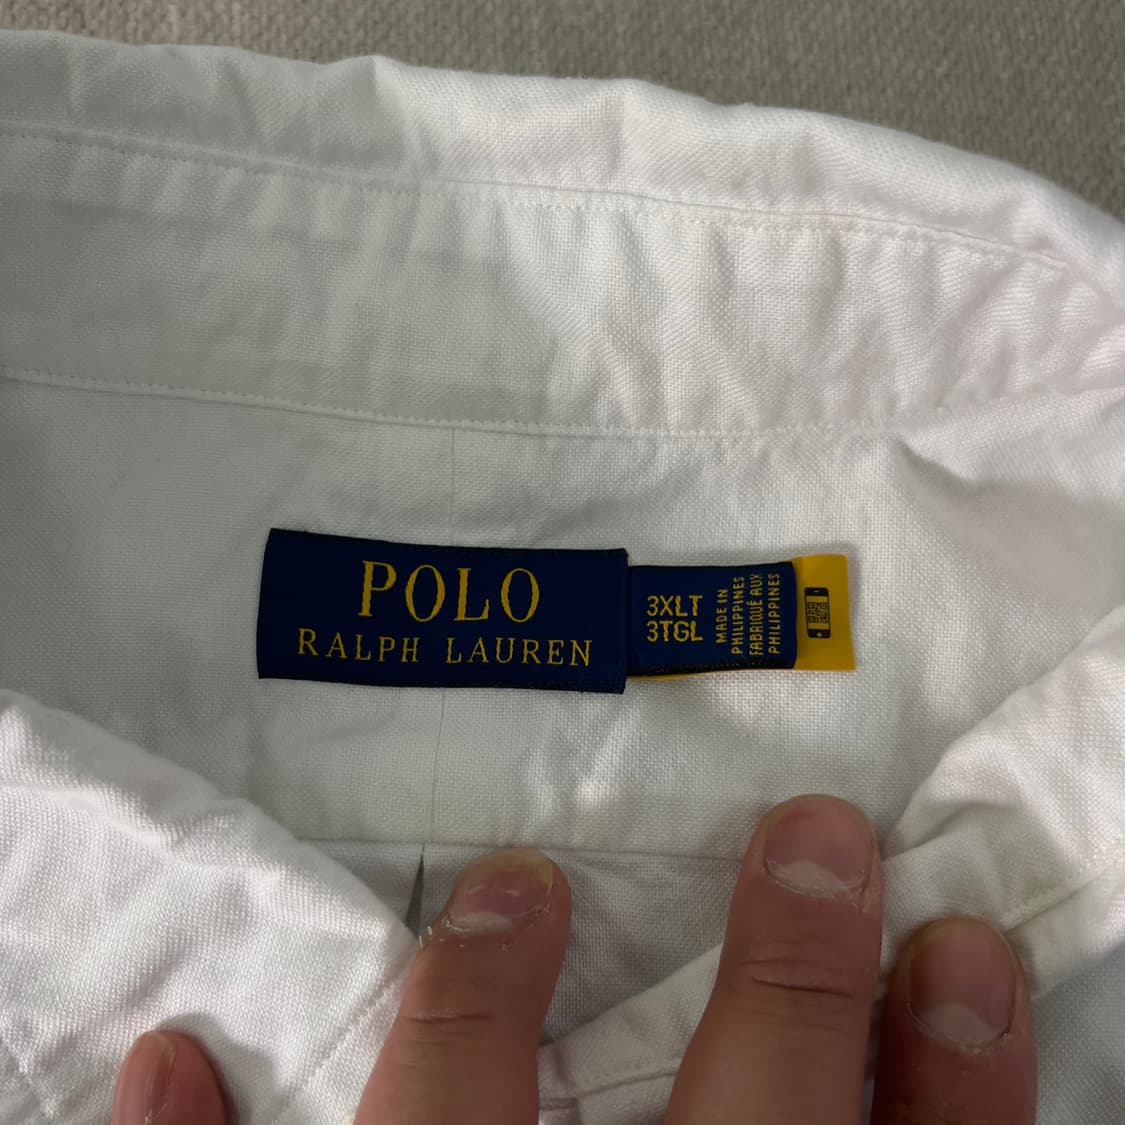 POLO
RALPH LAUREN
3XLT
3TGL
MADE IN
PHILIPPINES
FABRIQUÉ AUX
PHILIPPINES